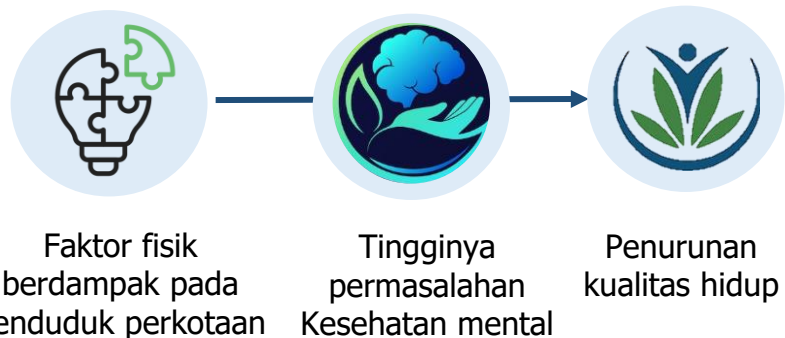 Faktor fisik
berdampak pada
enduduk perkotaan
Tingginya
permasalahan
Kesehatan mental
Penurunan
kualitas hidup